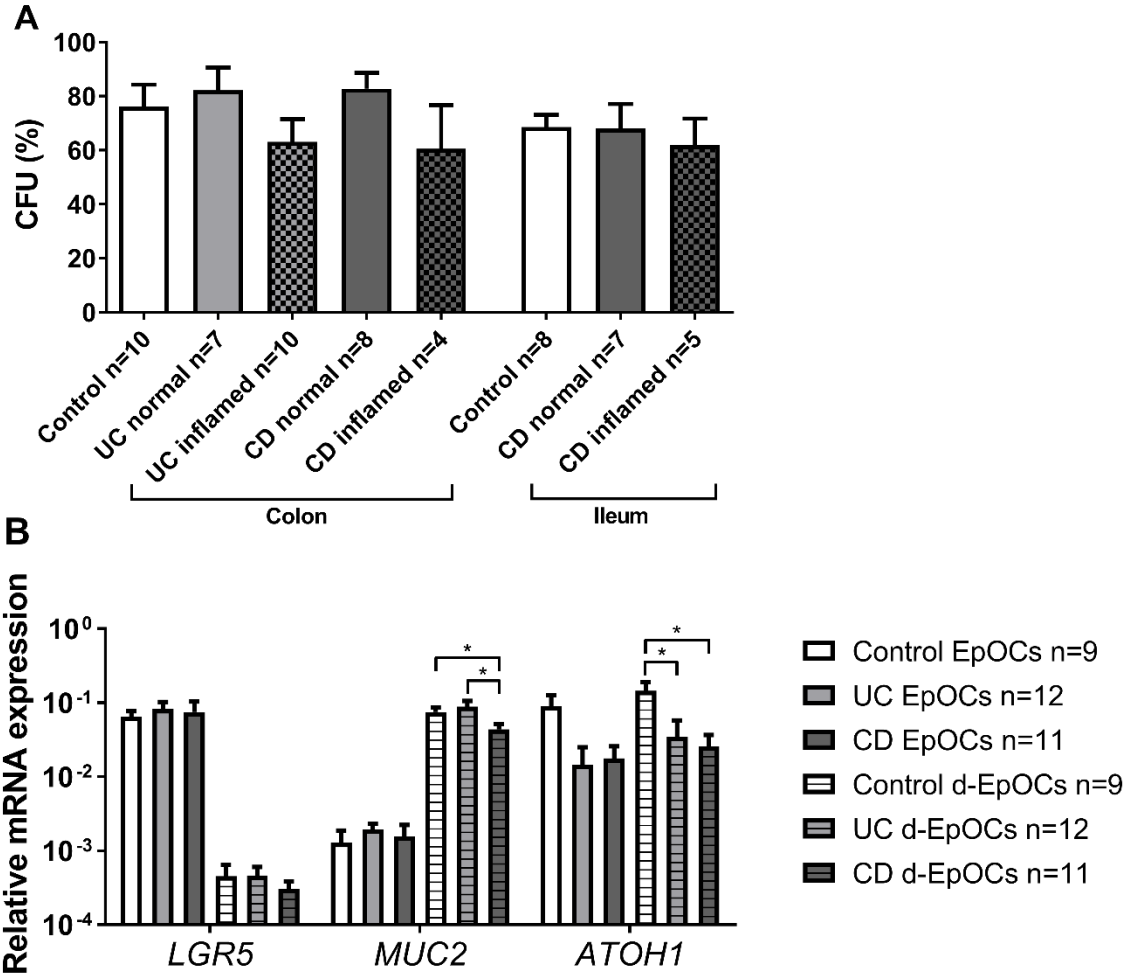 A
CFU (%)
100
80
60
40
20
0
Control n=10
UC normal n=7
UC inflamed n=10
CD normal n=8
CD inflamed n=4
Control n=8
CD normal n=7
CD inflamed n=5
Colon
Ileum
B
Relative mRNA expression
10⁰
10⁻¹
10⁻²
10⁻³
10⁻⁴
* *
* *
LGR5 MUC2 ATOH1
Control EpOCs n=9
UC EpOCs n=12
CD EpOCs n=11
Control d-EpOCs n=9
UC d-EpOCs n=12
CD d-EpOCs n=11